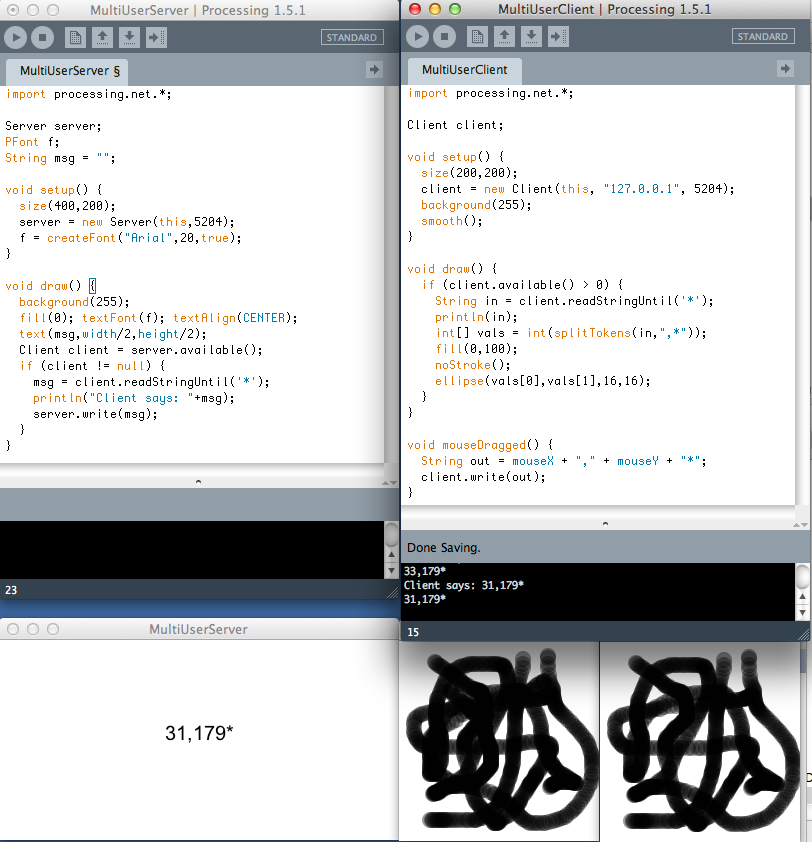 MultiUserServer | Processing 1.5.1
STANDARD
MultiUserServer §
import processing.net.*;
Server server;
PFont f;
String msg = "";
void setup() {
size(400,200);
server = new Server(this,5204);
f = createFont("Arial",20,true);
}
void draw() {
background(255);
fill(0); textFont(f); textAlign(CENTER);
text(msg,width/2,height/2);
Client client = server.available();
if (client != null) {
msg = client.readStringUntil('*');
println("Client says: "+msg);
server.write(msg);
}
}
23
MultiUserServer
31,179*
MultiUserClient | Processing 1.5.1
STANDARD
MultiUserClient
import processing.net.*;
Client client;
void setup() {
size(200,200);
client = new Client(this, "127.0.0.1", 5204);
background(255);
smooth();
}
void draw() {
if (client.available() > 0) {
String in = client.readStringUntil('*');
println(in);
int[] vals = int(splitTokens(in,",*"));
fill(0,100);
noStroke();
ellipse(vals[0],vals[1],16,16);
}
}
void mouseDragged() {
String out = mouseX + "," + mouseY + "*";
client.write(out);
}
Done Saving.
33,179*
Client says: 31,179*
31,179*
15